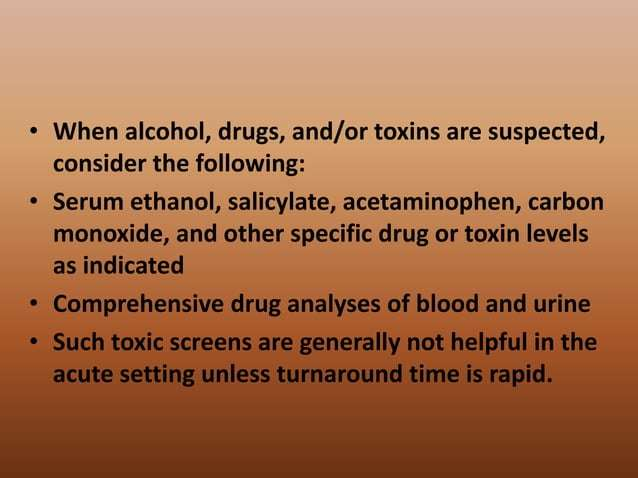 • When alcohol, drugs, and/or toxins are suspected,
consider the following:
• Serum ethanol, salicylate, acetaminophen, carbon
monoxide, and other specific drug or toxin levels
as indicated
• Comprehensive drug analyses of blood and urine
• Such toxic screens are generally not helpful in the
acute setting unless turnaround time is rapid.